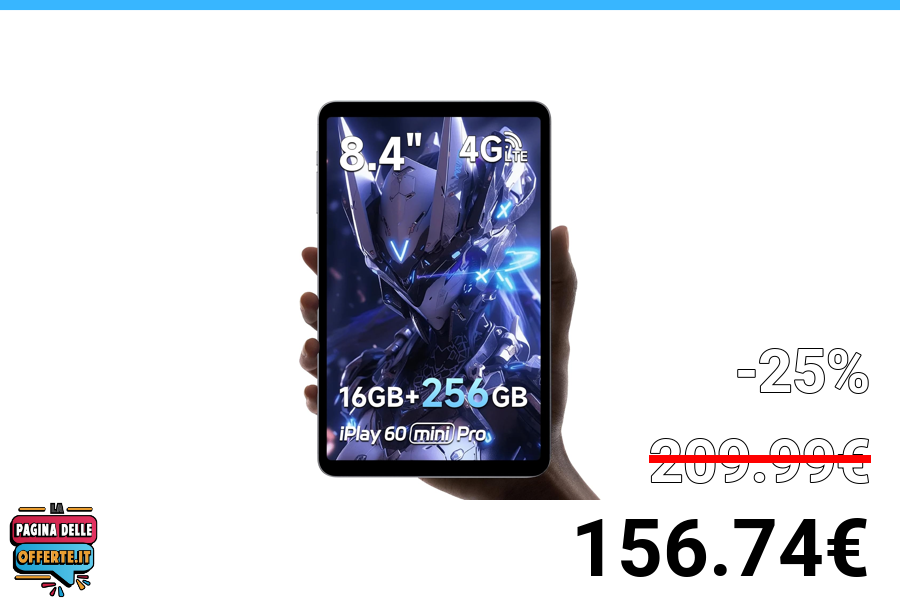 8.4"
4G LTE
16GB+256GB
iPlay 60 mini Pro
-25%
209.99€
156.74€
LA
PAGINA DELLE
OFFERTE.IT